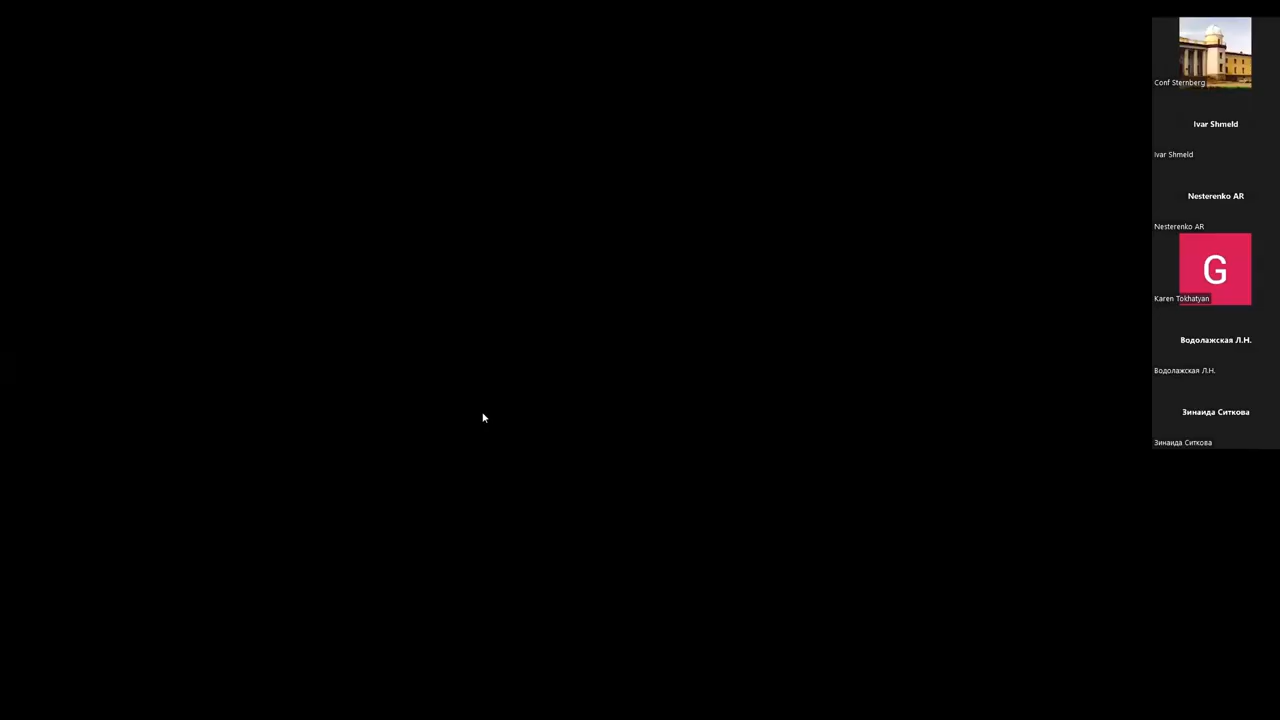 Conf Sternberg
Ivar Shmeld
Ivar Shmeld
Nesterenko AR
Nesterenko AR
G
Karen Tokhatyan
Водолажская Л.Н.
Водолажская Л.Н.
Зинаида Ситкова
Зинаида Ситкова